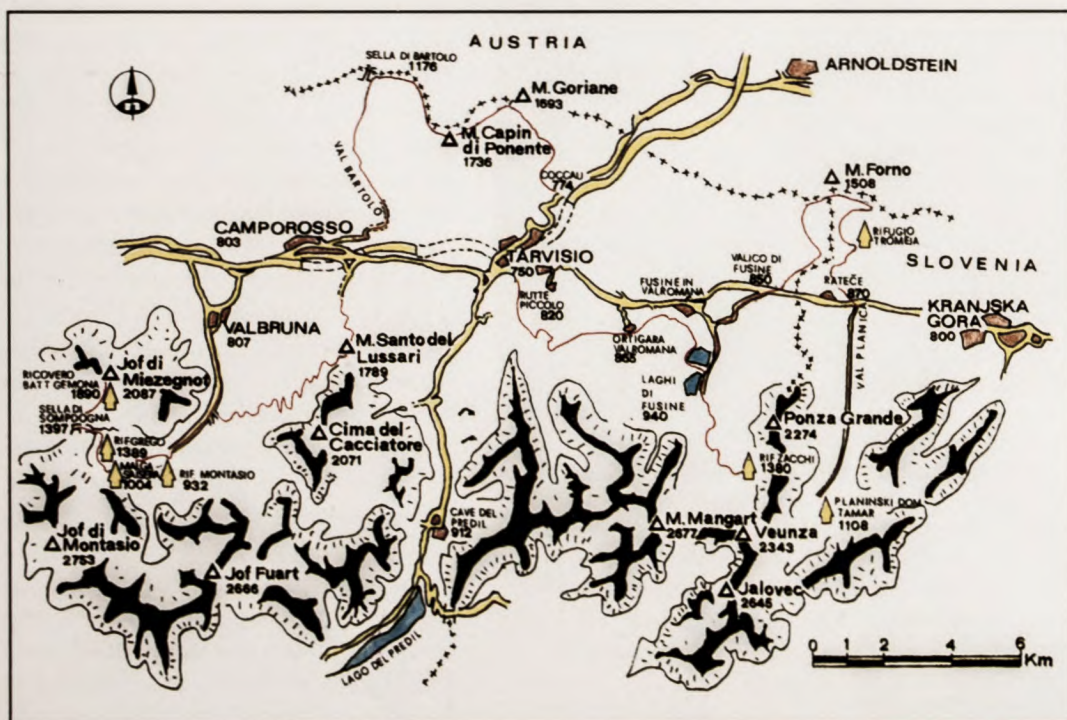 AUSTRIA
SELLA DI BARTOLO
1176
ARNOLDSTEIN
M. Goriane
1693
M. Capin
di Ponente
1736
VAL BARTOLO
COCCAU
774
M. Forno
1508
RIFUGIO
TROMEJA
SLOVENIA
CAMPOROSSO
803
TARVISIO
750
RUTTE
PICCOLO
820
FUSINE IN
VALROMANA
VALICO DI
FUSINE
850
RATEČE
870
KRANJSKA
GORA
800
VALBRUNA
807
M. Santo del
Lussari
1789
ORTIGARA
VALROMANA
865
VAL PLANICA
Jof di
Miezegnot
2087
RICOVERO
BATT GEMONA
1890
SELLA DI
SOMPDOGNA
1397
LAGHI
DI
FUSINE
940
Ponza Grande
2274
Cima del
Cacciatore
2071
RIF GREGO
1389
MALGA
1004
RIF MONTASIO
932
RIF ZACCHI
1380
PLANINSKI DOM
TAMAR
1108
CAVE DEL
PREDIL
912
M. Mangart
2677
Veunza
2343
Jof di
Montasio
2753
Jof Fuart
2666
Jalovec
2645
LAGO DEL PREDIL
0 2 4 6
Km